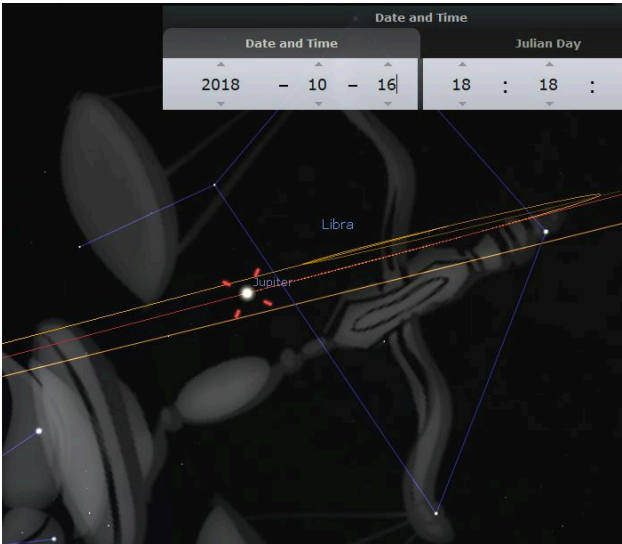 Date and Time
Date and Time Julian Day
2018 – 10 – 16 18 : 18 :
Libra
Jupiter